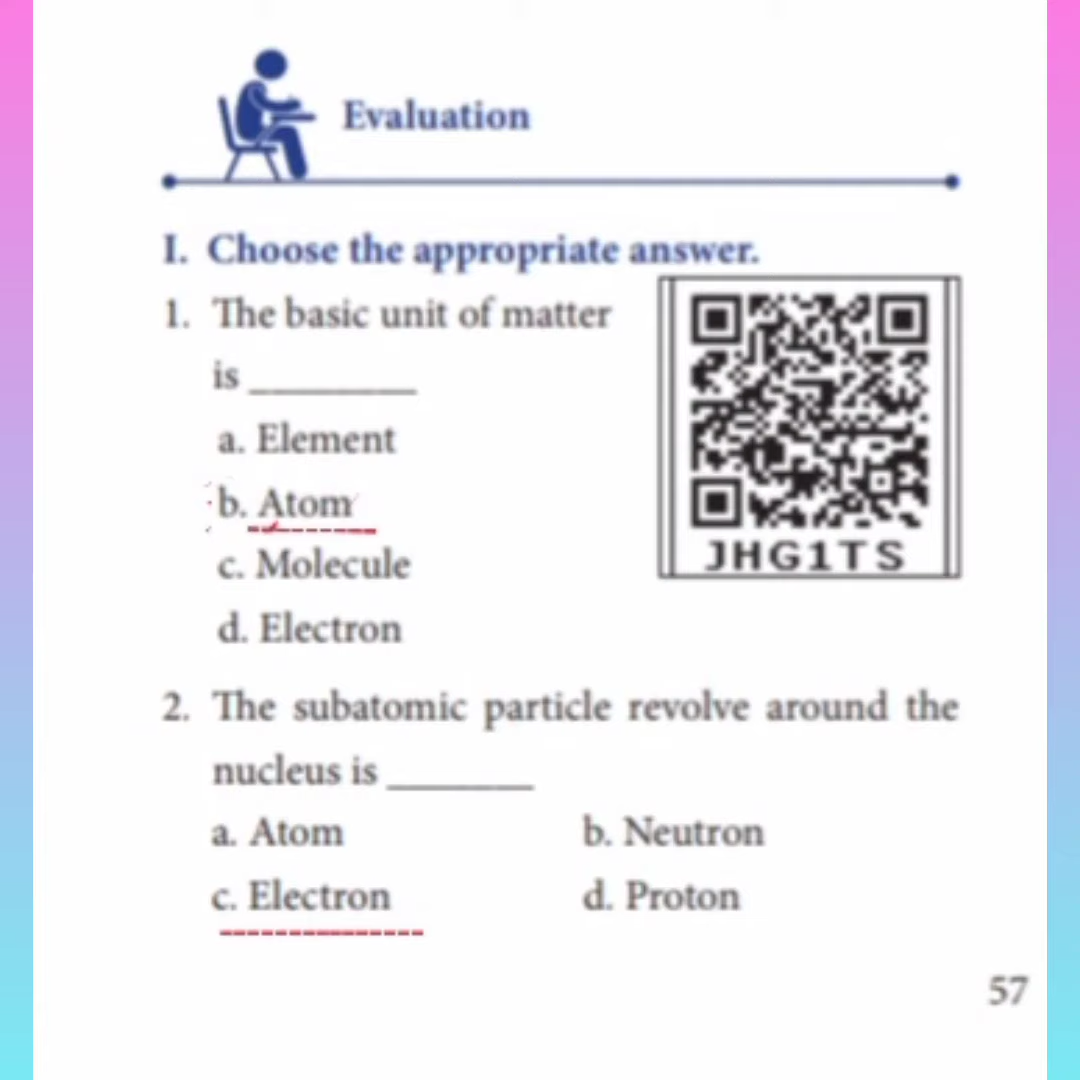 Evaluation
I. Choose the appropriate answer.
1. The basic unit of matter
is ________
a. Element
b. Atom
c. Molecule
d. Electron
JHG1TS
2. The subatomic particle revolve around the
nucleus is _______
a. Atom b. Neutron
c. Electron d. Proton
57